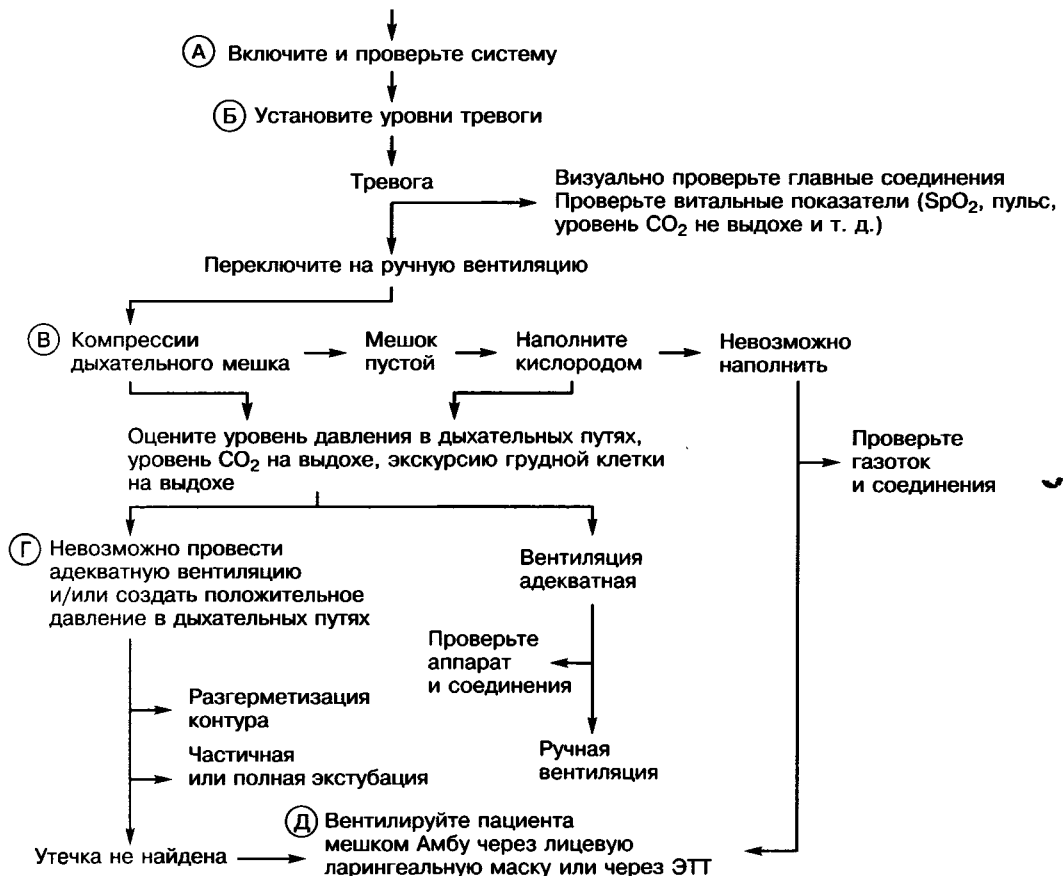 А Включите и проверьте систему
Б Установите уровни тревоги
Тревога
Визуально проверьте главные соединения
Проверьте витальные показатели (SpO₂, пульс,
уровень CO₂ не выдохе и т. д.)
Переключите на ручную вентиляцию
В Компрессии
дыхательного мешка
Мешок
пустой
Наполните
кислородом
Невозможно
наполнить
Оцените уровень давления в дыхательных путях,
уровень CO₂ на выдохе, экскурсию грудной клетки
на выдохе
Проверьте
газоток
и соединения
Г Невозможно провести
адекватную вентиляцию
и/или создать положительное
давление в дыхательных путях
Вентиляция
адекватная
Проверьте
аппарат
и соединения
Разгерметизация
контура
Частичная
или полная экстубация
Ручная
вентиляция
Утечка не найдена
Д Вентилируйте пациента
мешком Амбу через лицевую
ларингеальную маску или через ЭТТ